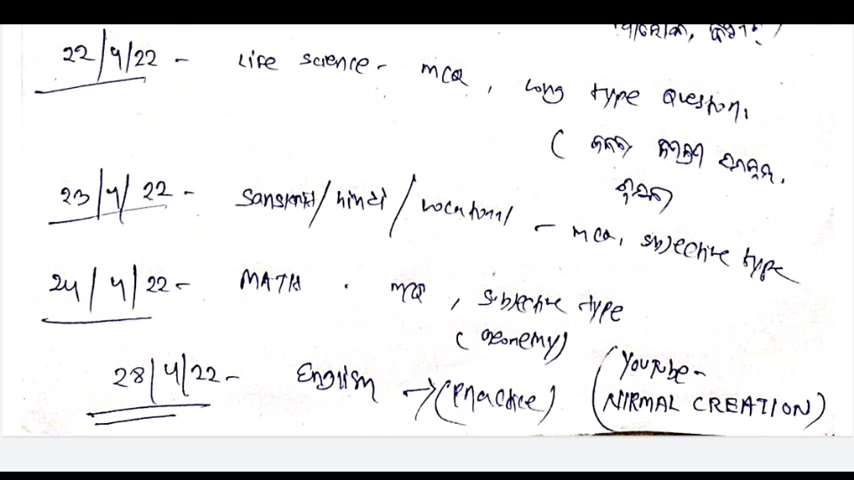 22/4/22 - Life science - MCQ, Long type question.
23/4/22 - Sanskrit/Hindi/vocational - MCQ, subjective type
24/4/22 - MATH . MCQ, subjective type
(Geometry)
28/4/22 - English → (Practice) (YouTube -
NIRMAL CREATION)